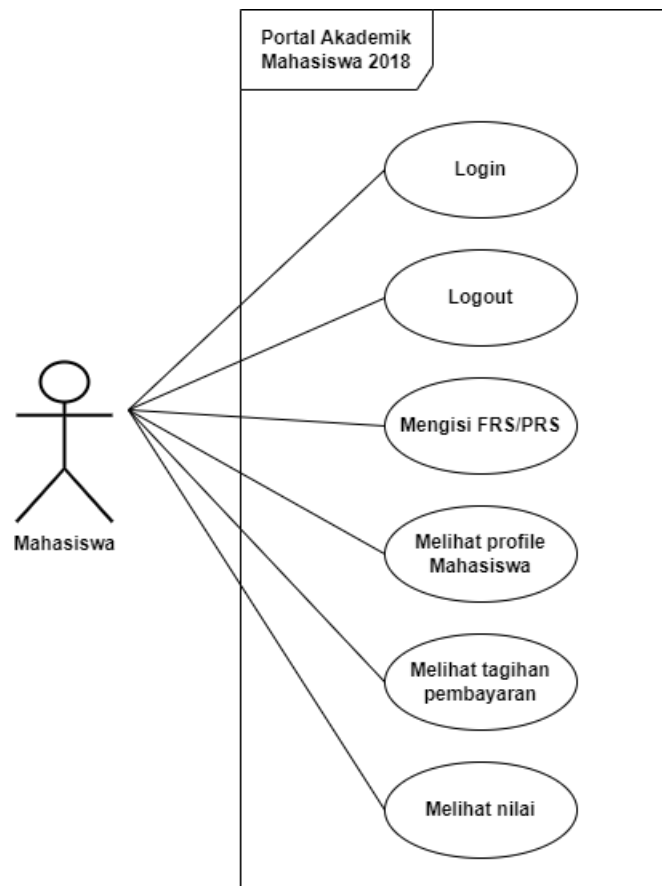 Portal Akademik
Mahasiswa 2018
Login
Logout
Mengisi FRS/PRS
Melihat profile
Mahasiswa
Melihat tagihan
pembayaran
Melihat nilai
Mahasiswa